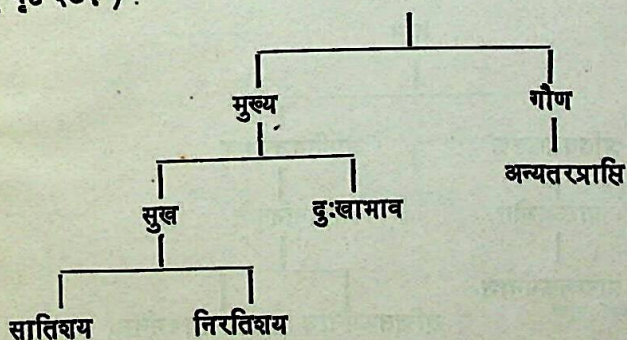 मुख्य गौण
अन्यतरप्राप्ति
सुख दुःखाभाव
सातिशय निरतिशय